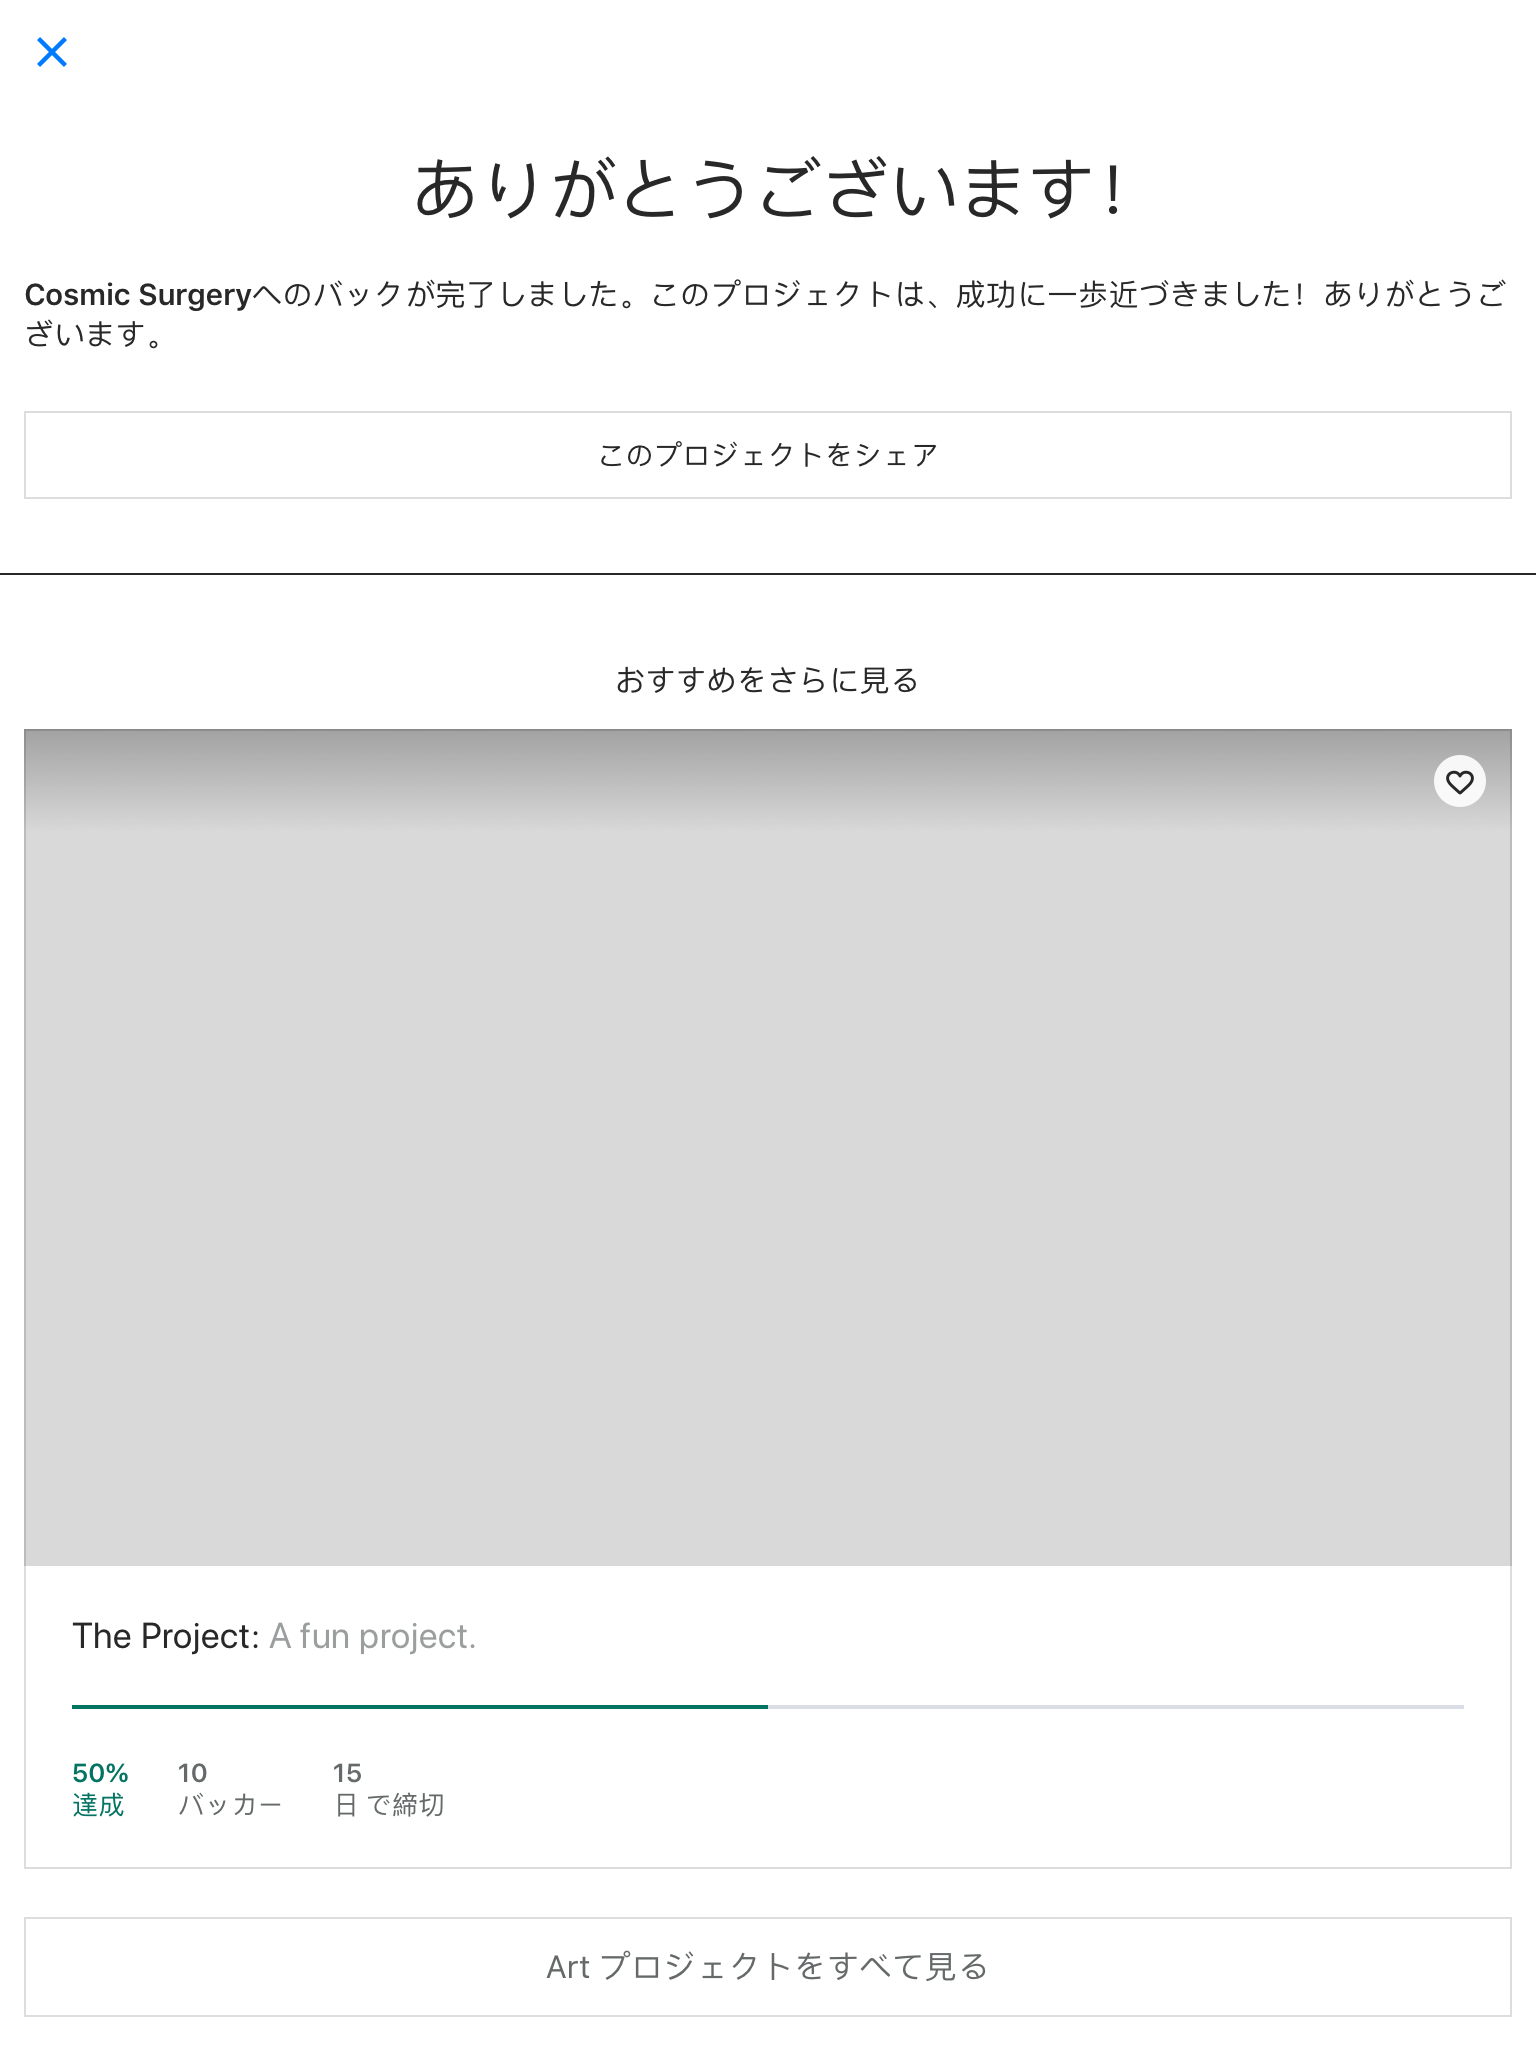 ありがとうございます！
Cosmic Surgeryへのバックが完了しました。このプロジェクトは、成功に一歩近づきました！ありがとうご
ざいます。
このプロジェクトをシェア
おすすめをさらに見る
The Project: A fun project.
50% 10 15
達成 バッカー 日 で締切
Art プロジェクトをすべて見る